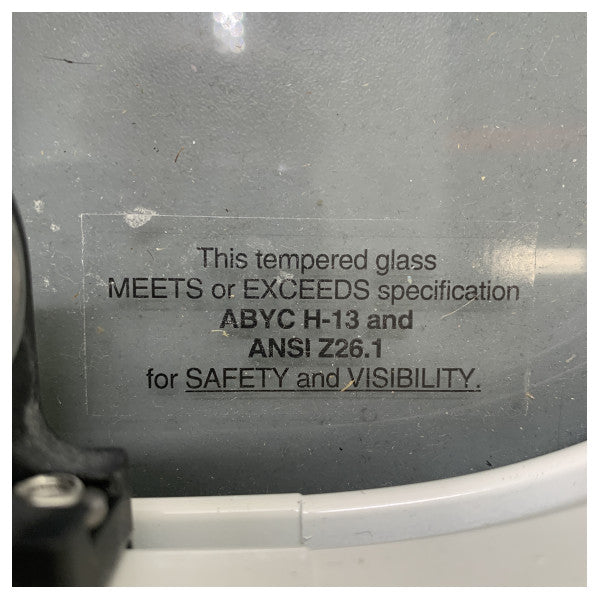 This tempered glass
MEETS or EXCEEDS specification
ABYC H-13 and
ANSI Z26.1
for SAFETY and VISIBILITY.